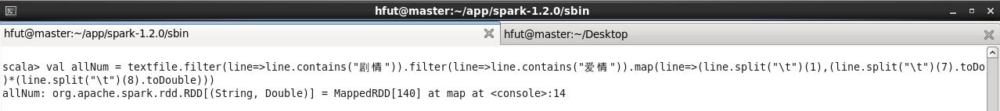 hfut@master:~/app/spark-1.2.0/sbin
hfut@master:~/app/spark-1.2.0/sbin
hfut@master:~/Desktop
scala> val allNum = textfile.filter(line=>line.contains("剧情")).filter(line=>line.contains("爱情")).map(line=>(line.split("\t")(1),(line.split("\t")(7).toDo
)*(line.split("\t")(8).toDouble)))
allNum: org.apache.spark.rdd.RDD[(String, Double)] = MappedRDD[140] at map at <console>:14